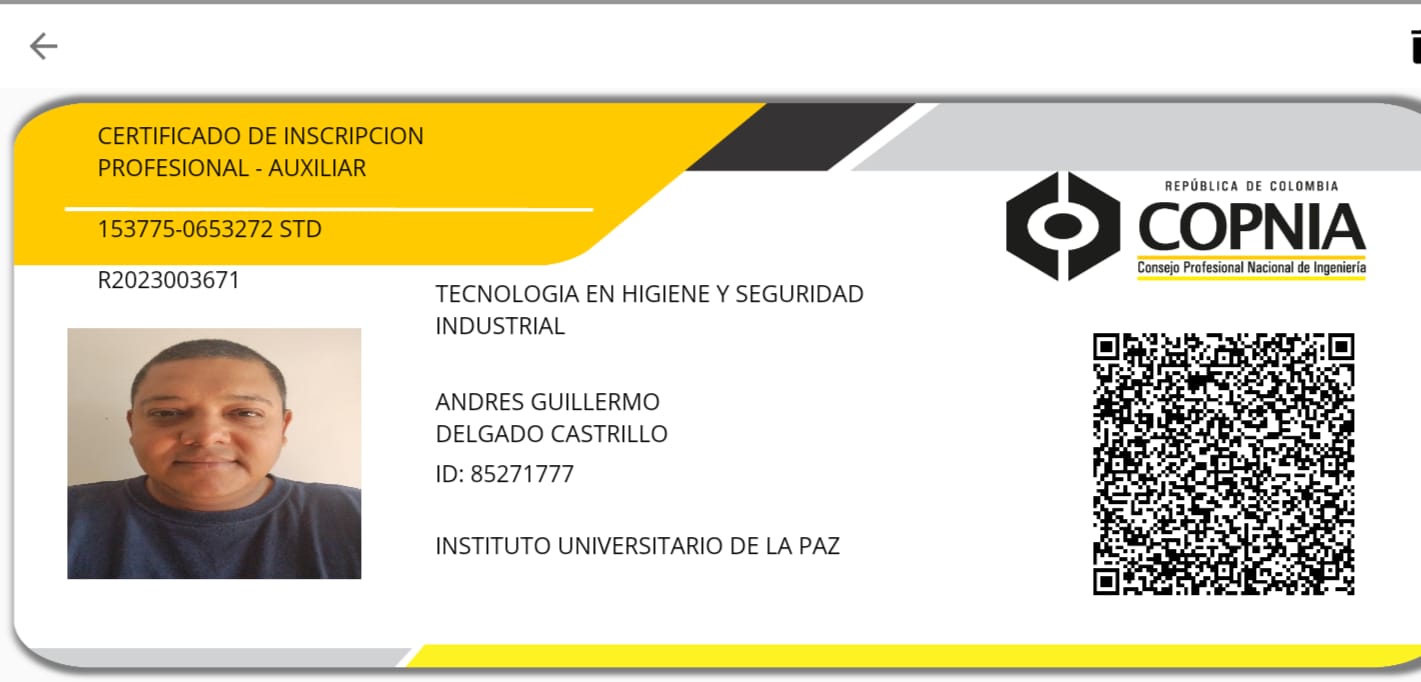 CERTIFICADO DE INSCRIPCION
PROFESIONAL - AUXILIAR
153775-0653272 STD
R2023003671
REPÚBLICA DE COLOMBIA
COPNIA
Consejo Profesional Nacional de Ingeniería
TECNOLOGIA EN HIGIENE Y SEGURIDAD
INDUSTRIAL
ANDRES GUILLERMO
DELGADO CASTRILLO
ID: 85271777
INSTITUTO UNIVERSITARIO DE LA PAZ